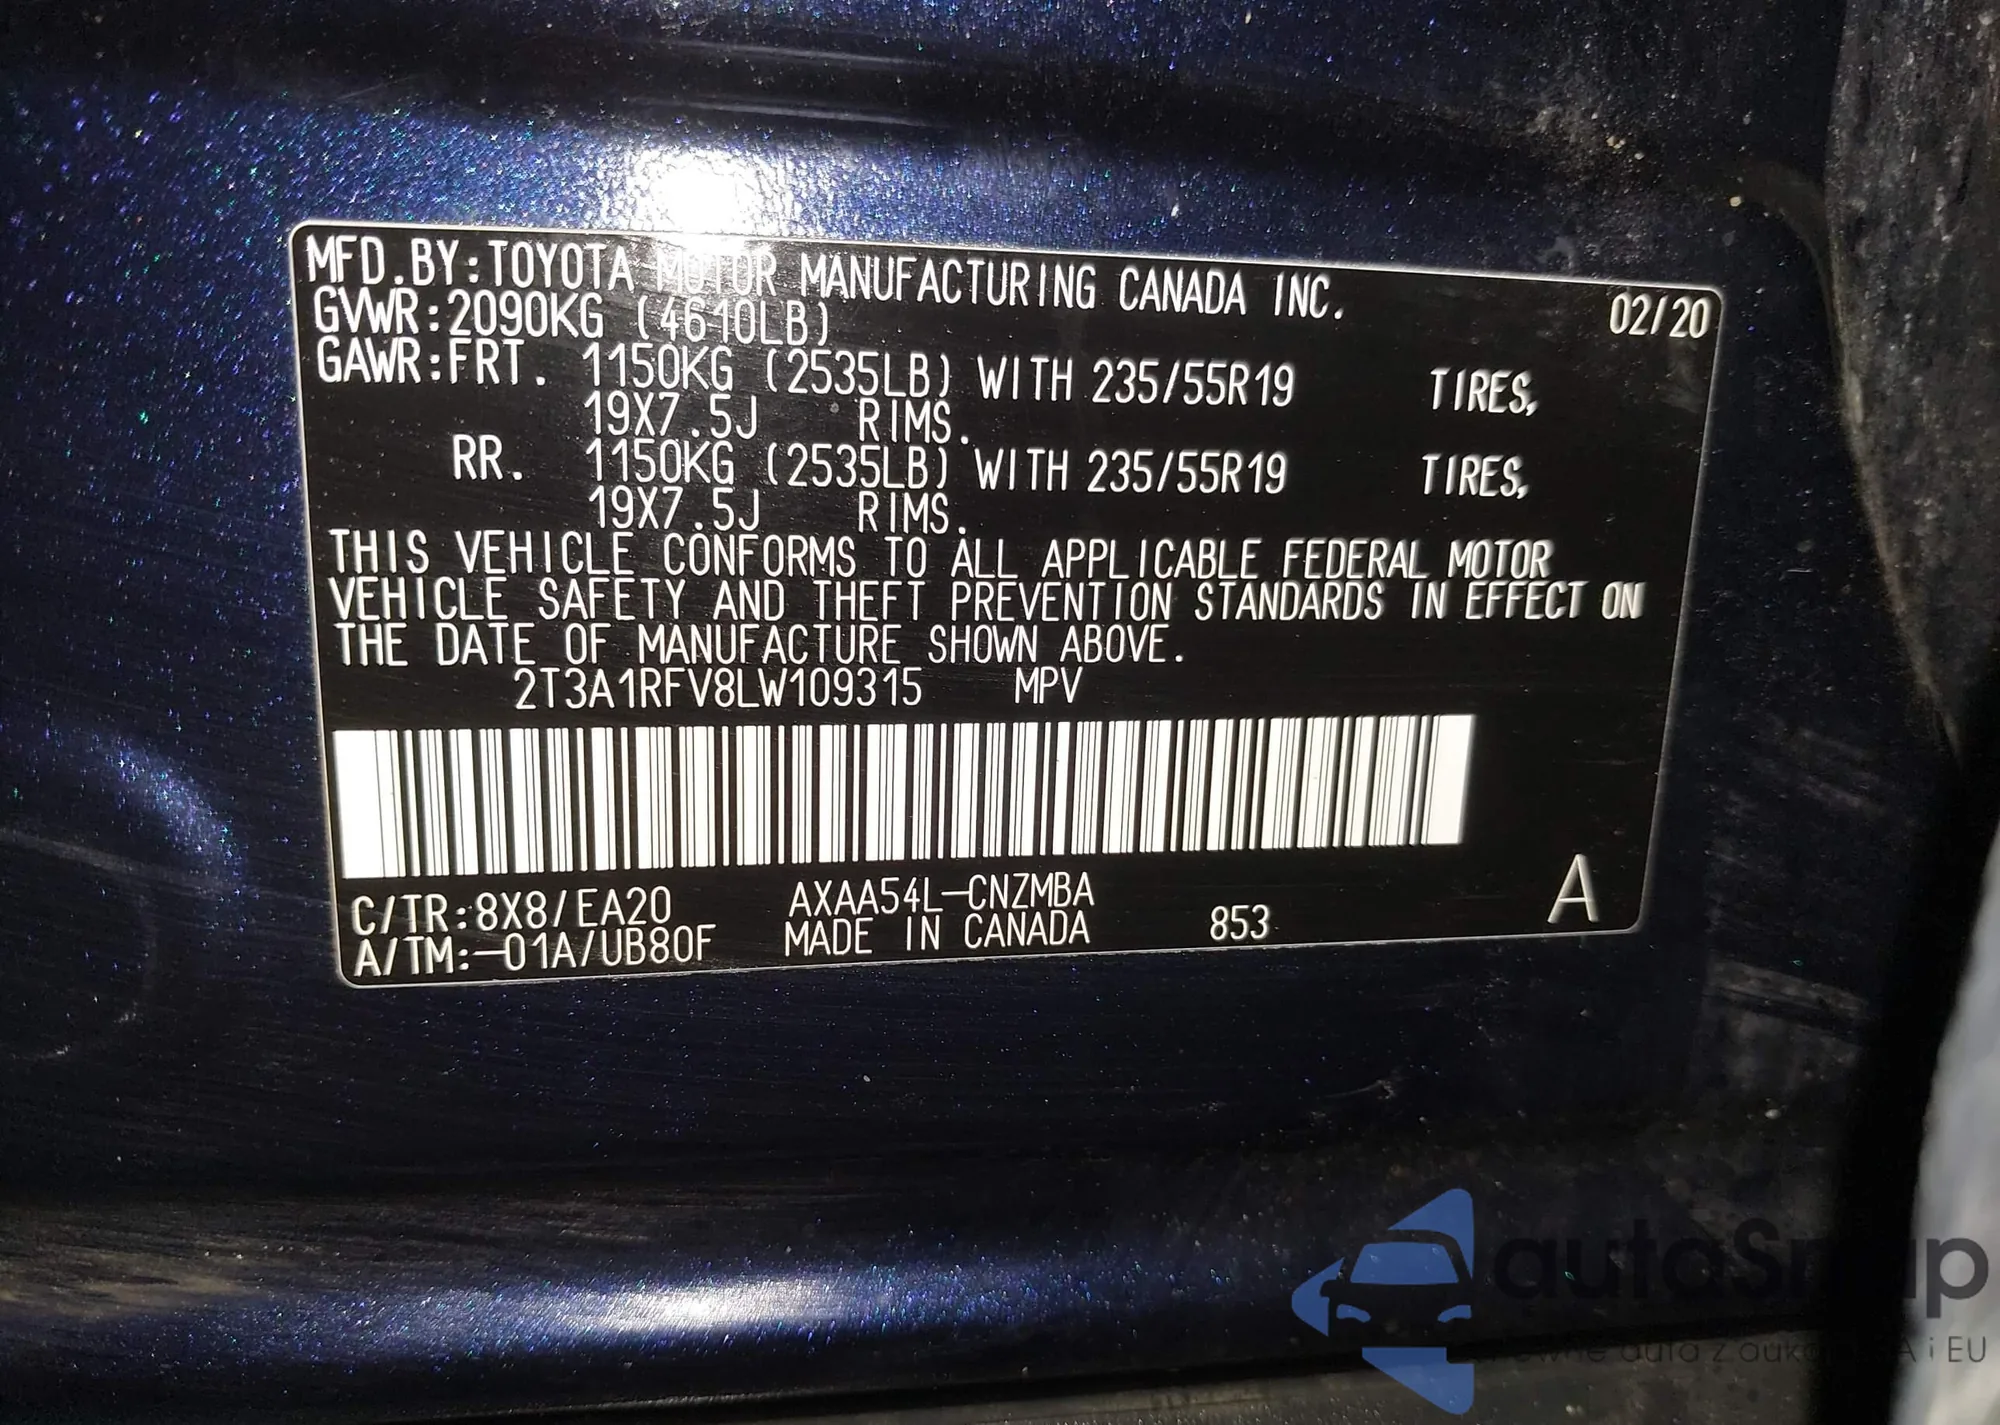 MFD.BY:TOYOTA MOTOR MANUFACTURING CANADA INC. 02/20
GVWR:2090KG (4610LB)
GAWR:FRT. 1150KG (2535LB) WITH 235/55R19 TIRES,
19X7.5J RIMS.
RR. 1150KG (2535LB) WITH 235/55R19 TIRES,
19X7.5J RIMS.
THIS VEHICLE CONFORMS TO ALL APPLICABLE FEDERAL MOTOR
VEHICLE SAFETY AND THEFT PREVENTION STANDARDS IN EFFECT ON
THE DATE OF MANUFACTURE SHOWN ABOVE.
2T3A1RFV8LW109315 MPV
C/TR:8X8/EA20 AXAA54L-CNZMBA
A/TM:-01A/UB80F MADE IN CANADA 853 A
autoSnap
auta z i EU